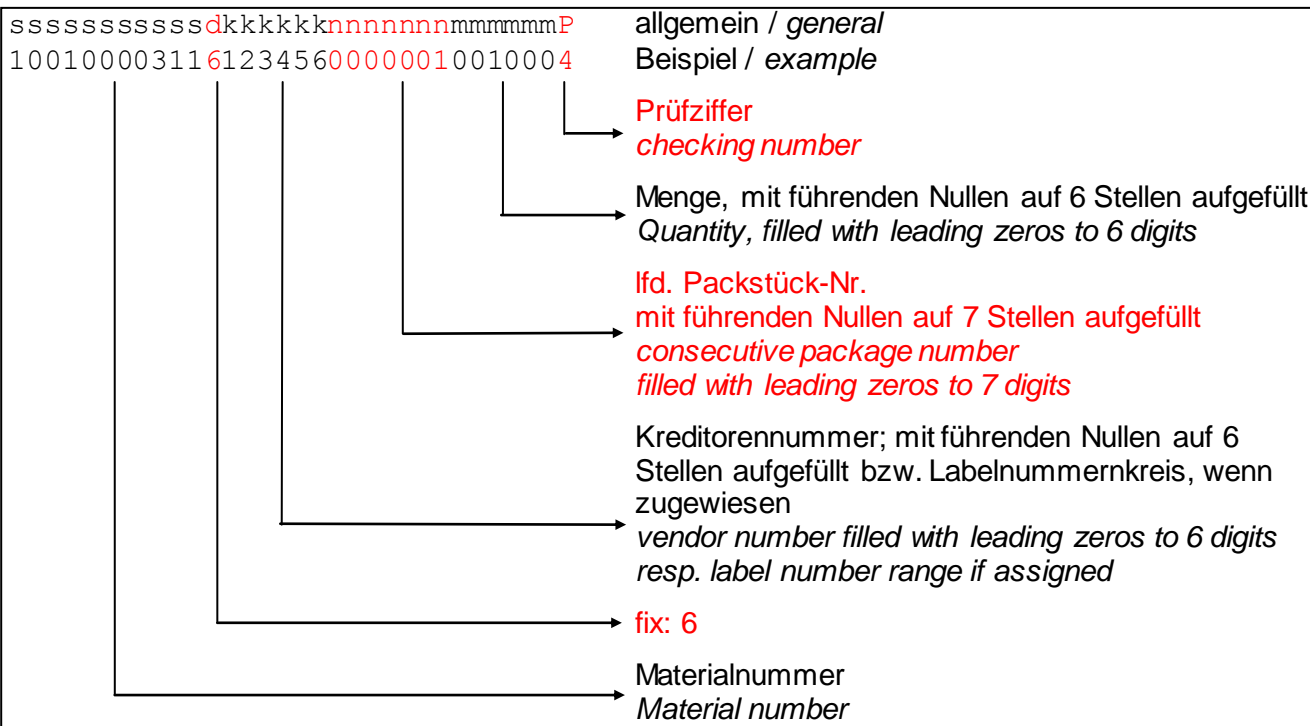 sssssssssssdkkkkkknnnnnnnmmmmmmP allgemein / general
10010000311612345600000010010004 Beispiel / example
Prüfziffer
checking number
Menge, mit führenden Nullen auf 6 Stellen aufgefüllt
Quantity, filled with leading zeros to 6 digits
lfd. Packstück-Nr.
mit führenden Nullen auf 7 Stellen aufgefüllt
consecutive package number
filled with leading zeros to 7 digits
Kreditorennummer; mit führenden Nullen auf 6
Stellen aufgefüllt bzw. Labelnummernkreis, wenn
zugewiesen
vendor number filled with leading zeros to 6 digits
resp. label number range if assigned
fix: 6
Materialnummer
Material number